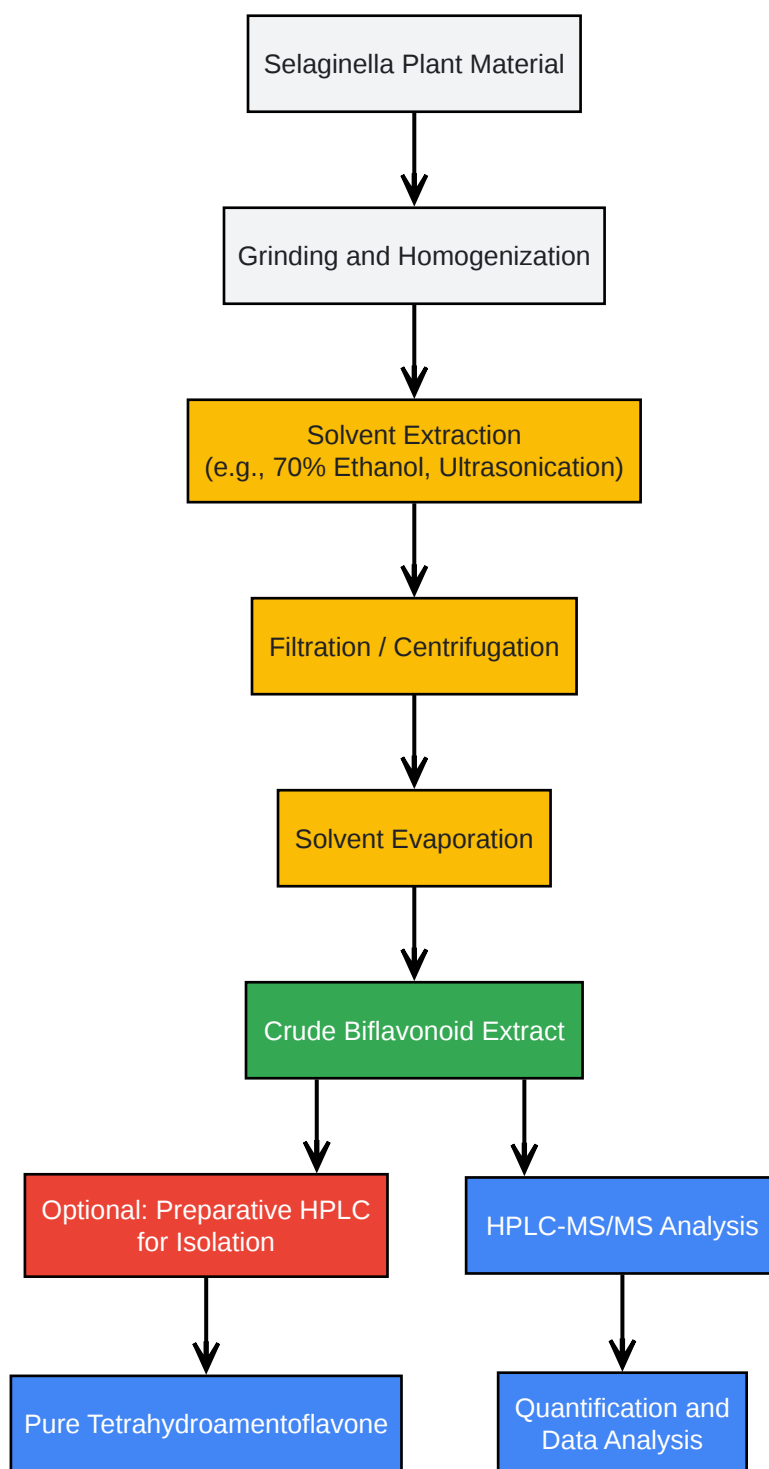 Selaginella Plant Material
Grinding and Homogenization
Solvent Extraction
(e.g., 70% Ethanol, Ultrasonication)
Filtration / Centrifugation
Solvent Evaporation
Crude Biflavonoid Extract
Optional: Preparative HPLC
for Isolation
HPLC-MS/MS Analysis
Pure Tetrahydroamentoflavone
Quantification and
Data Analysis